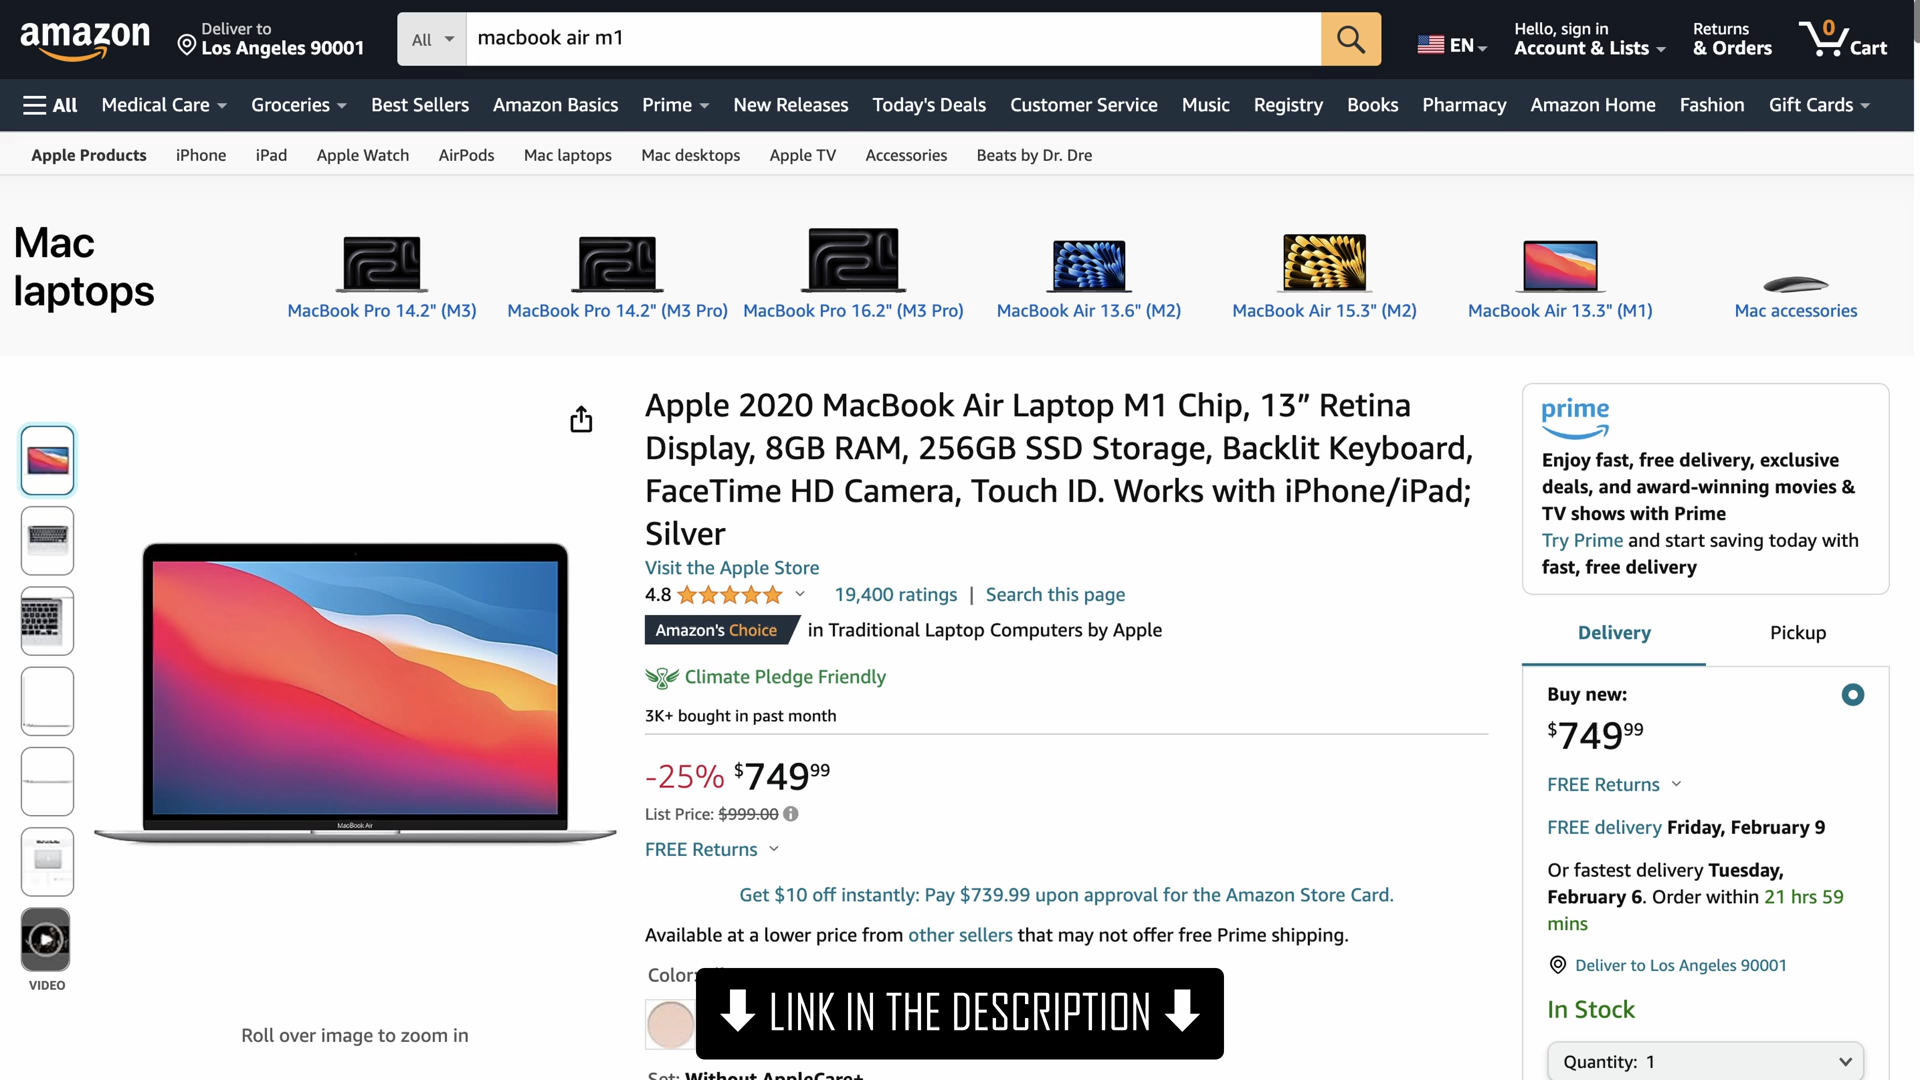 amazon
Deliver to
Los Angeles 90001
All
macbook air m1
EN
Hello, sign in
Account & Lists
Returns
& Orders
0
Cart
All
Medical Care
Groceries
Best Sellers
Amazon Basics
Prime
New Releases
Today's Deals
Customer Service
Music
Registry
Books
Pharmacy
Amazon Home
Fashion
Gift Cards
Apple Products
iPhone
iPad
Apple Watch
AirPods
Mac laptops
Mac desktops
Apple TV
Accessories
Beats by Dr. Dre
Mac
laptops
MacBook Pro 14.2" (M3)
MacBook Pro 14.2" (M3 Pro)
MacBook Pro 16.2" (M3 Pro)
MacBook Air 13.6" (M2)
MacBook Air 15.3" (M2)
MacBook Air 13.3" (M1)
Mac accessories
VIDEO
MacBook Air
Roll over image to zoom in
Apple 2020 MacBook Air Laptop M1 Chip, 13” Retina
Display, 8GB RAM, 256GB SSD Storage, Backlit Keyboard,
FaceTime HD Camera, Touch ID. Works with iPhone/iPad;
Silver
Visit the Apple Store
4.8
19,400 ratings | Search this page
Amazon's Choice in Traditional Laptop Computers by Apple
Climate Pledge Friendly
3K+ bought in past month
-25% $749 99
List Price: $999.00
FREE Returns
Get $10 off instantly: Pay $739.99 upon approval for the Amazon Store Card.
Available at a lower price from other sellers that may not offer free Prime shipping.
Color:
LINK IN THE DESCRIPTION
Set: Without AppleCare+
prime
Enjoy fast, free delivery, exclusive
deals, and award-winning movies &
TV shows with Prime
Try Prime and start saving today with
fast, free delivery
Delivery
Pickup
Buy new:
$749 99
FREE Returns
FREE delivery Friday, February 9
Or fastest delivery Tuesday,
February 6. Order within 21 hrs 59
mins
Deliver to Los Angeles 90001
In Stock
Quantity: 1